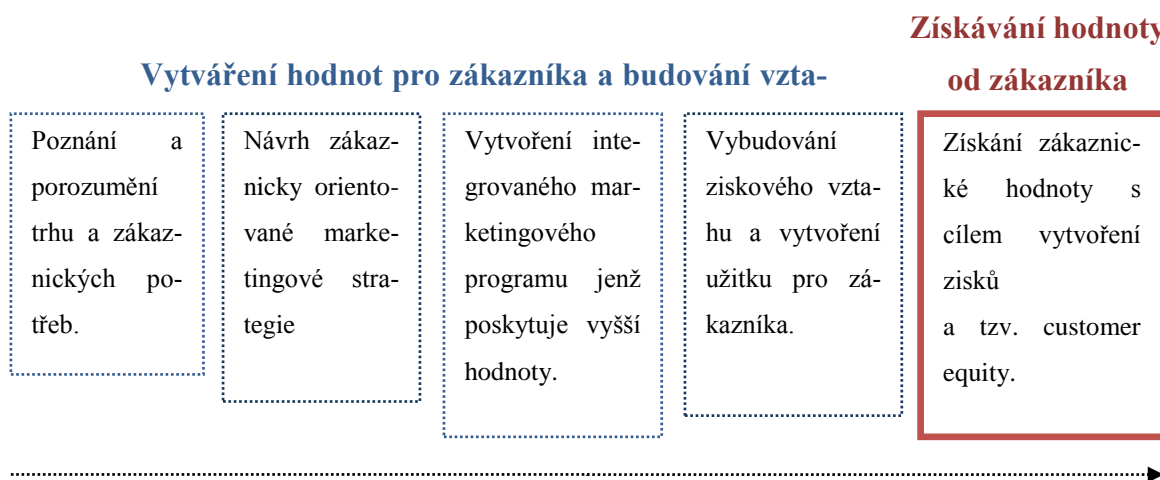 Získávání hodnoty
od zákazníka
Vytváření hodnot pro zákazníka a budování vzta-
Poznání a
porozumění
trhu a zákaz-
nických po-
třeb.
Návrh zákaz-
nicky oriento-
vané marke-
tingové stra-
tegie
Vytvoření inte-
grovaného mar-
ketingového
programu jenž
poskytuje vyšší
hodnoty.
Vybudování
ziskového vzta-
hu a vytvoření
užitku pro zá-
kazníka.
Získání zákaznic-
ké hodnoty s
cílem vytvoření
zisků
a tzv. customer
equity.